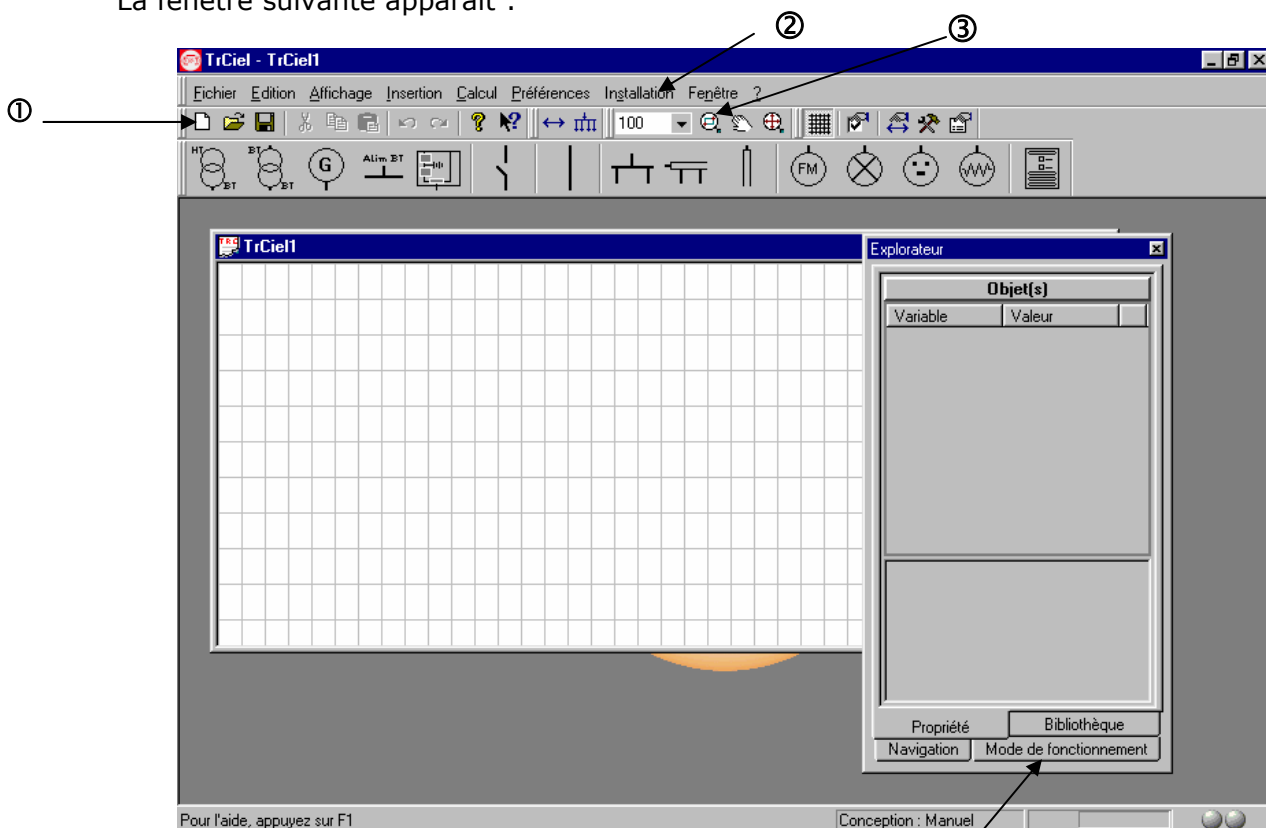 La fenêtre suivante apparaît :
② ③
TrCiel - TrCiel1
①
Fichier Edition Affichage Insertion Calcul Préférences Installation Fenêtre ?
100
HT BT BT BT G Alim BT FM
TrCiel1
Explorateur
Objet(s)
Variable Valeur
Propriété Bibliothèque
Navigation Mode de fonctionnement
Pour l'aide, appuyez sur F1 Conception : Manuel